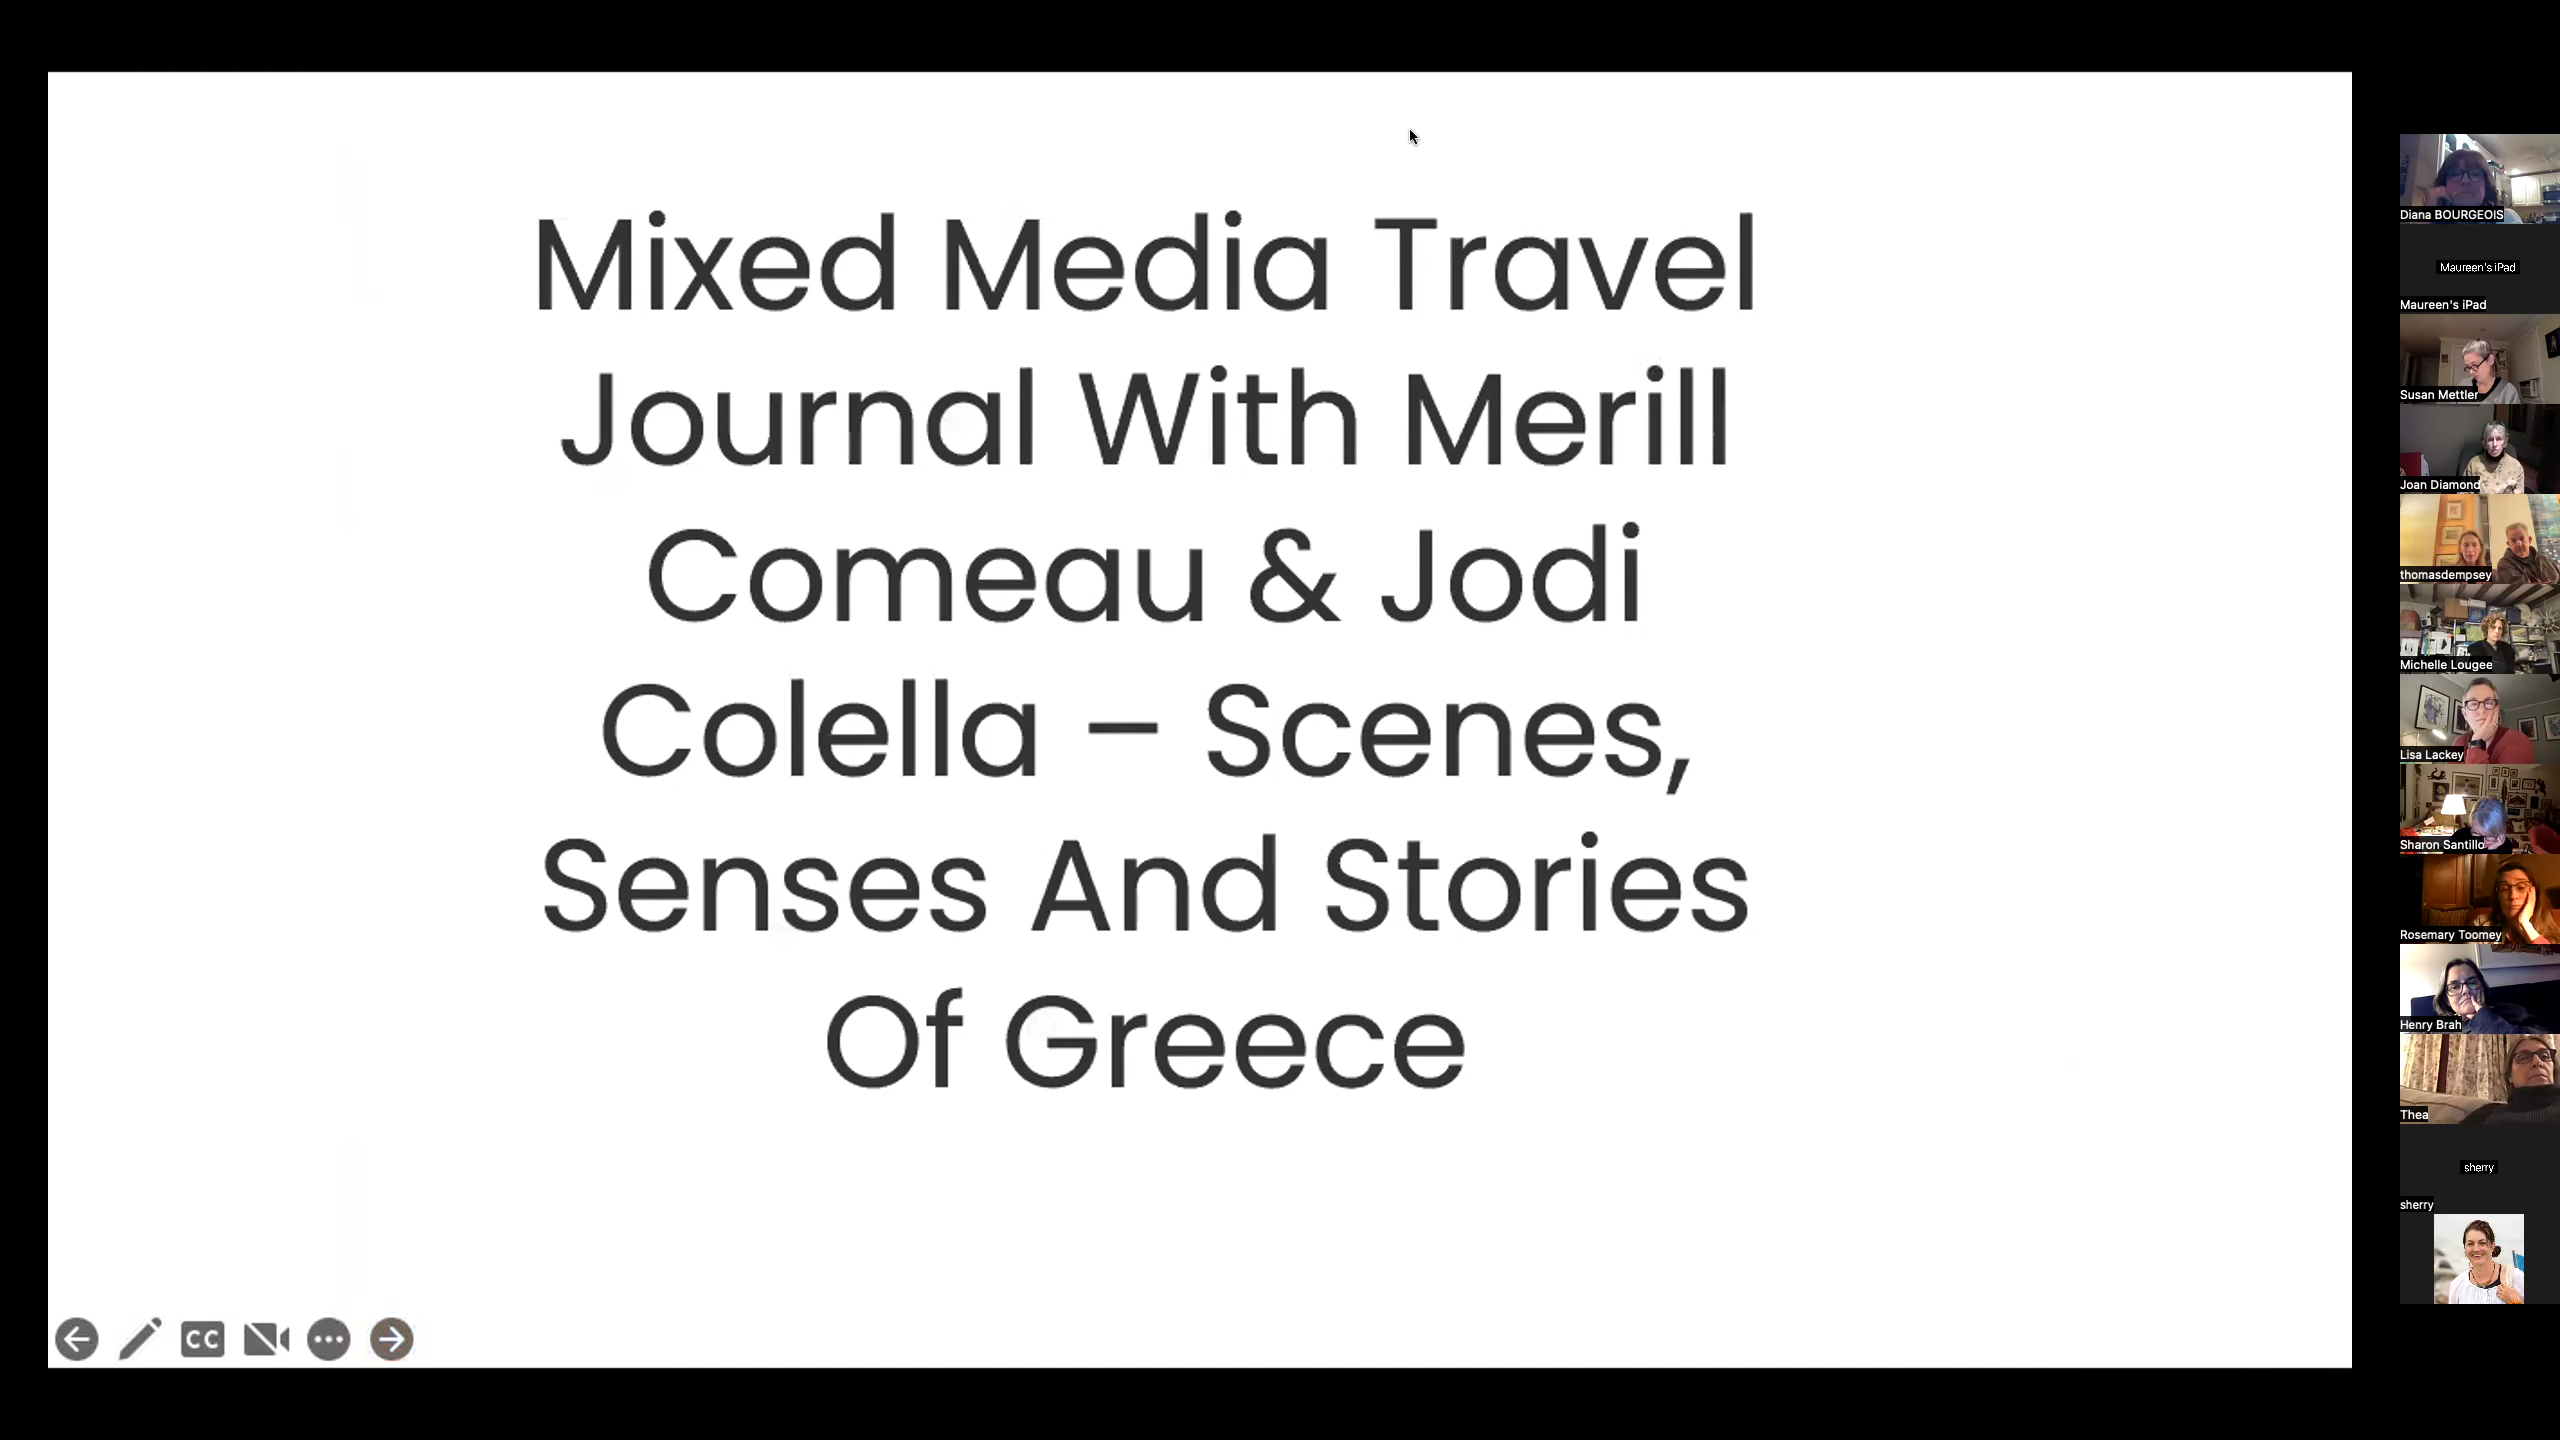 Mixed Media Travel
Journal With Merill
Comeau & Jodi
Colella – Scenes,
Senses And Stories
Of Greece
CC
Diana BOURGEOIS
Maureen's iPad
Maureen's iPad
Susan Mettler
Joan Diamond
thomasdempsey
Michelle Lougee
Lisa Lackey
Sharon Santillo
Rosemary Toomey
Henry Brah
Thea
sherry
sherry